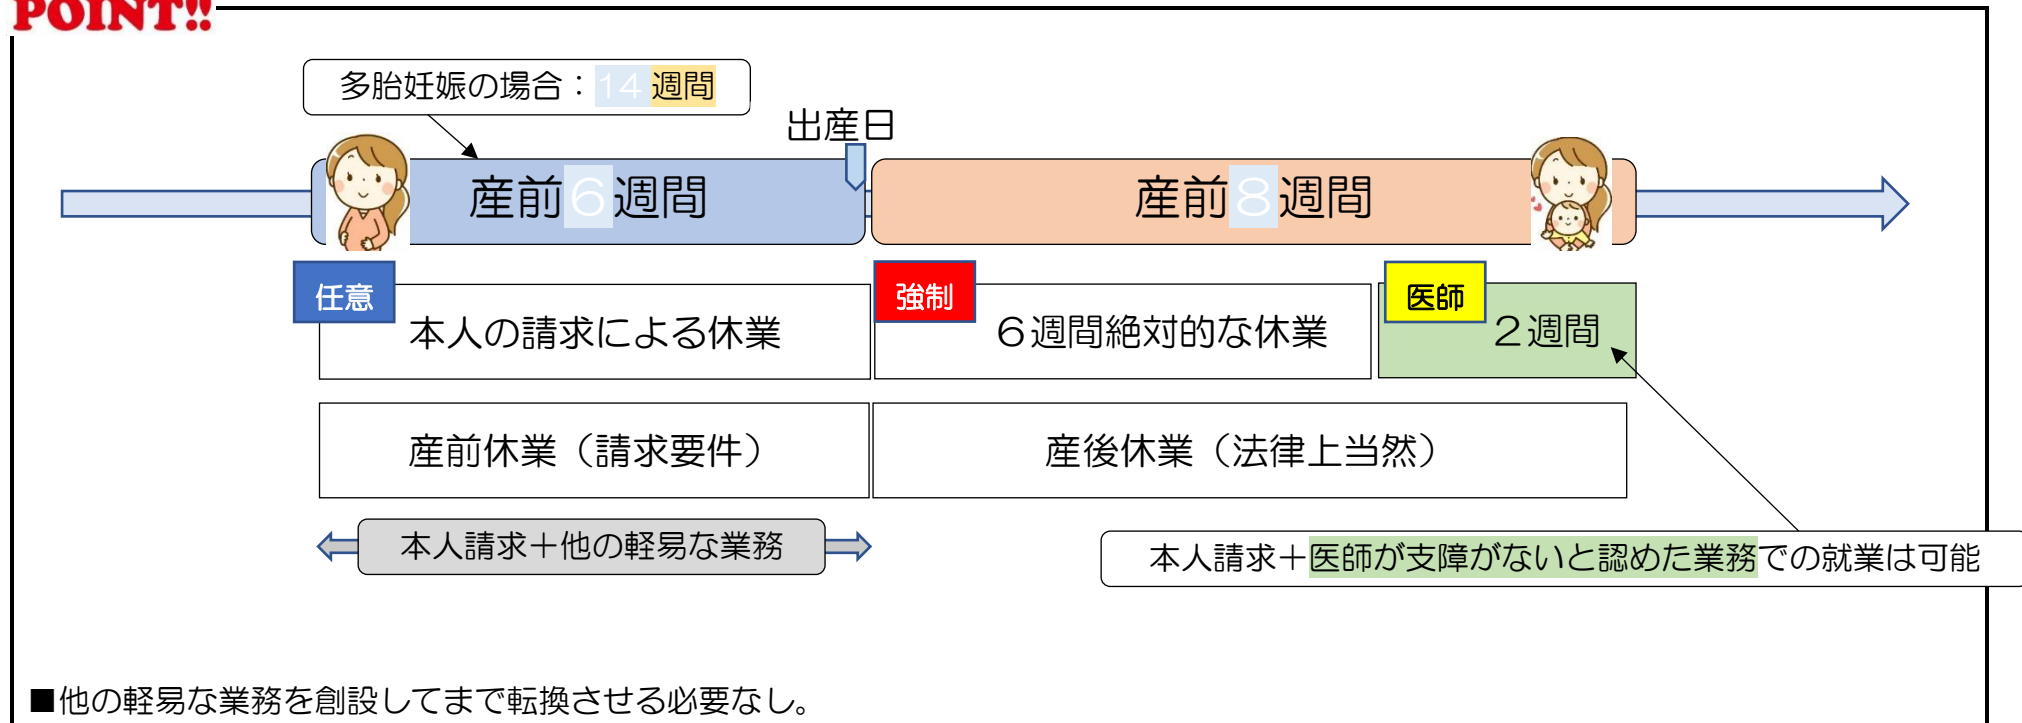 POINT!!
多胎妊娠の場合：14週間
出産日
産前６週間
産前８週間
任意
本人の請求による休業
強制
６週間絶対的な休業
医師
２週間
産前休業（請求要件）
産後休業（法律上当然）
本人請求＋他の軽易な業務
本人請求＋医師が支障がないと認めた業務での就業は可能
■他の軽易な業務を創設してまで転換させる必要なし。